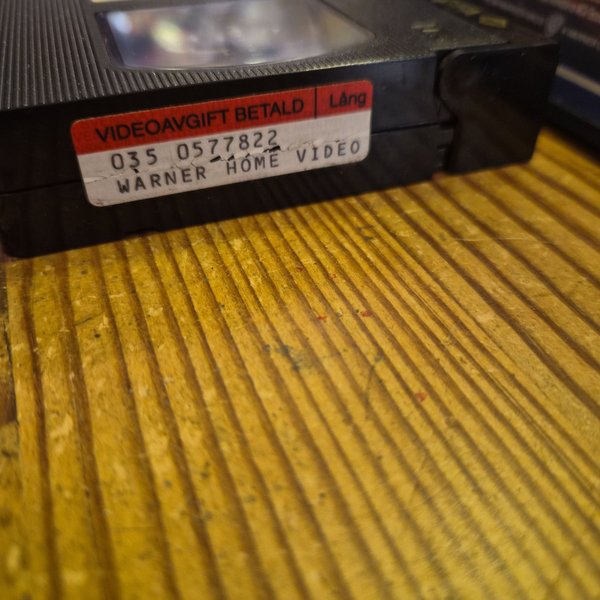 VIDEOAVGIFT BETALD Lång
035 0577822
WARNER HOME VIDEO